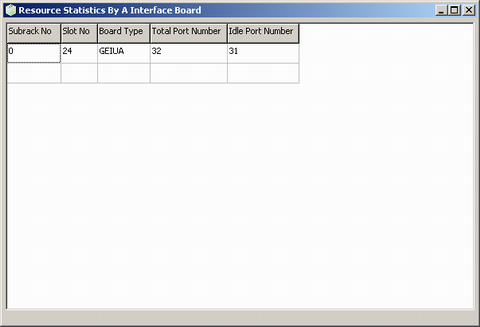 Resource Statistics By A Interface Board
Subrack No Slot No Board Type Total Port Number Idle Port Number
0 24 GEIUA 32 31